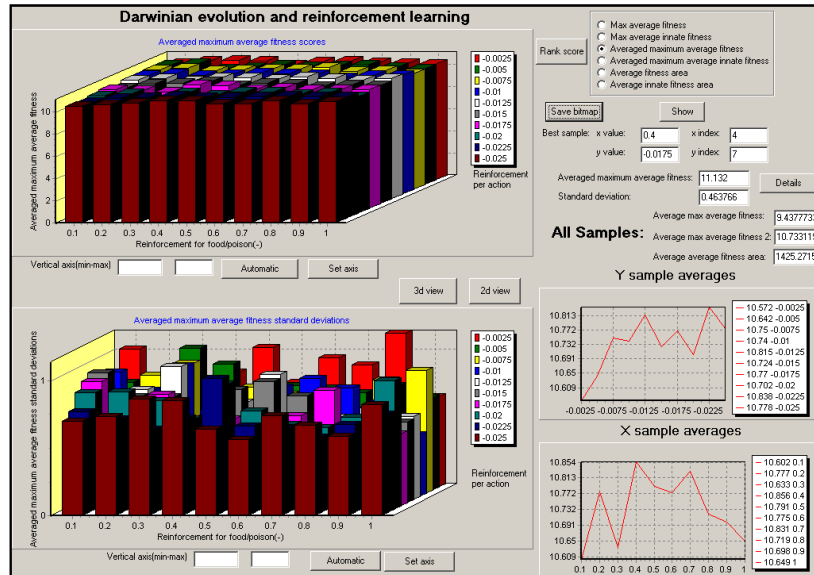 Darwinian evolution and reinforcement learning
Averaged maximum average fitness scores
Averaged maximum average fitness
10
8
6
4
2
0
0.1 0.2 0.3 0.4 0.5 0.6 0.7 0.8 0.9 1
Reinforcement for food/poison(-)
-0.0025
-0.005
-0.0075
-0.01
-0.0125
-0.015
-0.0175
-0.02
-0.0225
-0.025
Reinforcement
per action
Vertical axis(min-max)
Automatic
Set axis
3d view
2d view
Averaged maximum average fitness standard deviations
Averaged maximum average fitness standard deviations
1
0
0.1 0.2 0.3 0.4 0.5 0.6 0.7 0.8 0.9 1
Reinforcement for food/poison(-)
-0.0025
-0.005
-0.0075
-0.01
-0.0125
-0.015
-0.0175
-0.02
-0.0225
-0.025
Reinforcement
per action
Vertical axis(min-max)
Automatic
Set axis
Rank score
Max average fitness
Max average innate fitness
Averaged maximum average fitness
Averaged maximum average innate fitness
Average fitness area
Average innate fitness area
Save bitmap
Show
Best sample: x value: 0.4 x index: 4
y value: -0.0175 y index: 7
Averaged maximum average fitness: 11.132
Standard deviation: 0.463766
Details
All Samples:
Average max average fitness: 9.4377733
Average max average fitness 2: 10.733119
Average average fitness area: 1425.2715
Y sample averages
10.813
10.772
10.732
10.691
10.65
10.609
-0.0025 -0.0075 -0.0125 -0.0175 -0.0225
10.572 -0.0025
10.642 -0.005
10.75 -0.0075
10.74 -0.01
10.815 -0.0125
10.724 -0.015
10.77 -0.0175
10.702 -0.02
10.838 -0.0225
10.778 -0.025
X sample averages
10.854
10.813
10.772
10.732
10.691
10.65
10.609
0.1 0.2 0.3 0.4 0.5 0.6 0.7 0.8 0.9 1
10.602 0.1
10.777 0.2
10.633 0.3
10.856 0.4
10.791 0.5
10.775 0.6
10.831 0.7
10.719 0.8
10.698 0.9
10.649 1